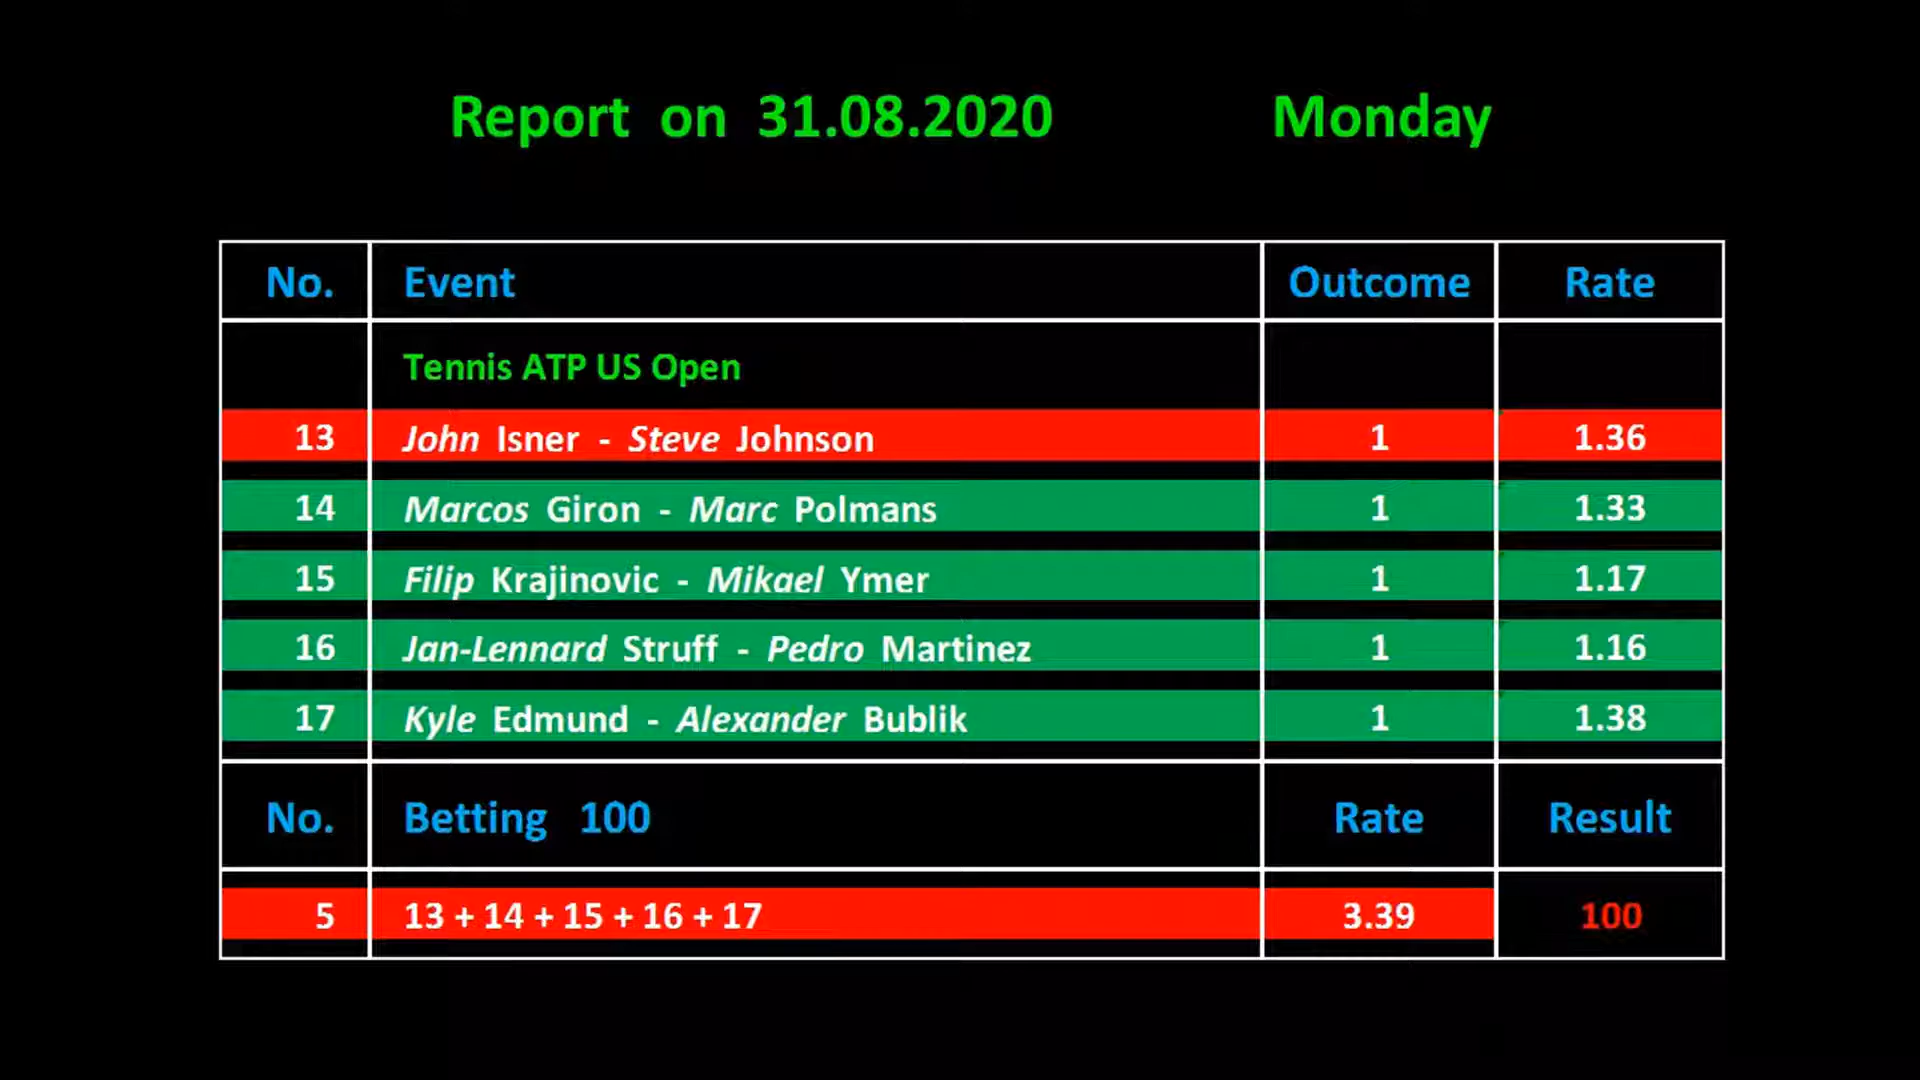 Report on 31.08.2020 Monday
No. Event Outcome Rate
Tennis ATP US Open
13 John Isner - Steve Johnson 1 1.36
14 Marcos Giron - Marc Polmans 1 1.33
15 Filip Krajinovic - Mikael Ymer 1 1.17
16 Jan-Lennard Struff - Pedro Martinez 1 1.16
17 Kyle Edmund - Alexander Bublik 1 1.38
No. Betting 100 Rate Result
5 13 + 14 + 15 + 16 + 17 3.39 100